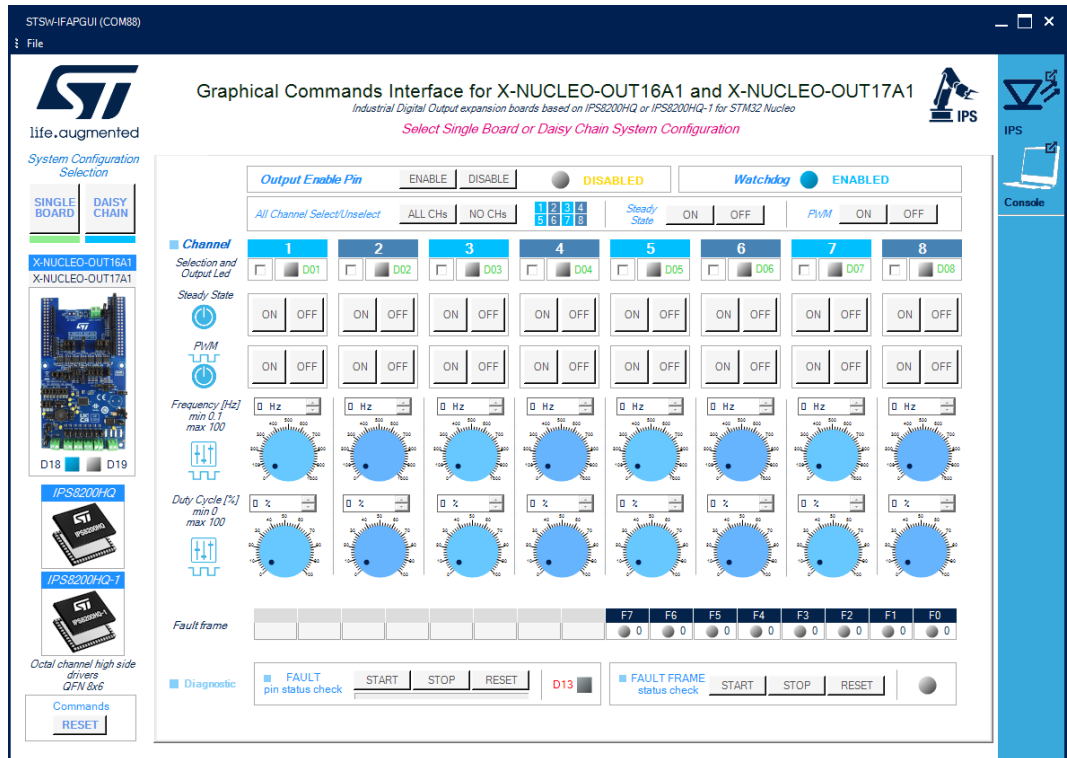 STSW-IFAPGUI (COM88)
File
life.augmented
Graphical Commands Interface for X-NUCLEO-OUT16A1 and X-NUCLEO-OUT17A1
Industrial Digital Output expansion boards based on IPS8200HQ or IPS8200HQ-1 for STM32 Nucleo
Select Single Board or Daisy Chain System Configuration
IPS
IPS
Console
System Configuration
Selection
SINGLE BOARD DAISY CHAIN
X-NUCLEO-OUT16A1
X-NUCLEO-OUT17A1
D18 D19
IPS8200HQ
IPS8200HQ-1
Octal channel high side
drivers
QFN 8x6
Commands
RESET
Output Enable Pin ENABLE DISABLE DISABLED Watchdog ENABLED
All Channel Select/Unselect ALL CHs NO CHs 1 2 3 4 5 6 7 8 Steady State ON OFF PWM ON OFF
Channel 1 2 3 4 5 6 7 8
Selection and
Output Led D01 D02 D03 D04 D05 D06 D07 D08
Steady State
ON OFF ON OFF ON OFF ON OFF ON OFF ON OFF ON OFF ON OFF
PWM
ON OFF ON OFF ON OFF ON OFF ON OFF ON OFF ON OFF ON OFF
Frequency [Hz] 0 Hz 0 Hz 0 Hz 0 Hz 0 Hz 0 Hz 0 Hz 0 Hz
min 0.1
max 100
Duty Cycle [%] 0 % 0 % 0 % 0 % 0 % 0 % 0 % 0 %
min 0
max 100
F7 F6 F5 F4 F3 F2 F1 F0
Fault frame 0 0 0 0 0 0 0 0
Diagnostic
FAULT
pin status check START STOP RESET D13
FAULT FRAME
status check START STOP RESET